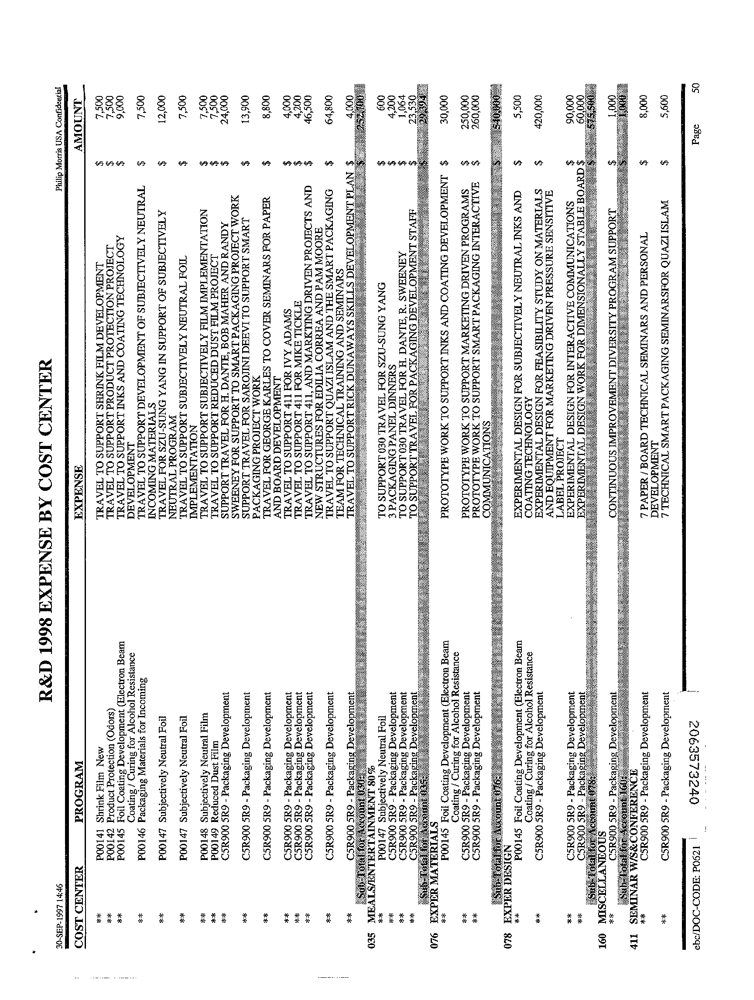 R&D 1998 EXPENSE BY COST CENTER
30-SEP-1997 14:46 Philip Morris USA Confidential
COST CENTER PROGRAM EXPENSE AMOUNT
** P00141 Shrink Film New TRAVEL TO SUPPORT SHRINK FILM DEVELOPMENT $ 7,500
** P00142 Product Protection (Odors) TRAVEL TO SUPPORT PRODUCT PROTECTION PROJECT $ 7,500
** P00145 Foil Coating Development (Electron Beam TRAVEL TO SUPPORT INKS AND COATING TECHNOLOGY $ 9,000
Coating / Curing for Alcohol Resistance DEVELOPMENT
** P00146 Packaging Materials for Incoming TRAVEL TO SUPPORT DEVELOPMENT OF SUBJECTIVELY NEUTRAL $ 7,500
INCOMING MATERIALS
** P00147 Subjectively Neutral Foil TRAVEL FOR SZU-SUNG YANG IN SUPPORT OF SUBJECTIVELY $ 12,000
NEUTRAL PROGRAM
** P00147 Subjectively Neutral Foil TRAVEL TO SUPPORT SUBJECTIVELY NEUTRAL FOIL $ 7,500
IMPLEMENTATION
** P00148 Subjectively Neutral Film TRAVEL TO SUPPORT SUBJECTIVELY FILM IMPLEMENTATION $ 7,500
** P00149 Reduced Dust Film TRAVEL TO SUPPORT REDUCED DUST FILM PROJECT $ 7,500
** C5R900 5R9 - Packaging Development SUPPORT TRAVEL FOR H. DANTE, BOB MAHER AND RANDY $ 24,000
SWEENEY FOR SUPPORT TO SMART PACKAGING PROJECT WORK
** C5R900 5R9 - Packaging Development SUPPORT TRAVEL FOR SAROJINI DEEVI TO SUPPORT SMART $ 13,900
PACKAGING PROJECT WORK
** C5R900 5R9 - Packaging Development TRAVEL FOR GEORGE KARLES TO COVER SEMINARS FOR PAPER $ 8,800
AND BOARD DEVELOPMENT
** C5R900 5R9 - Packaging Development TRAVEL TO SUPPORT 411 FOR IVY ADAMS $ 4,000
** C5R900 5R9 - Packaging Development TRAVEL TO SUPPORT 411 FOR MIKE TICKLE $ 4,200
** C5R900 5R9 - Packaging Development TRAVEL TO SUPPORT 411, AND MARKETING DRIVEN PROJECTS AND $ 46,500
NEW STRUCTURES FOR EDILIA CORREA AND PAM MOORE
** C5R900 5R9 - Packaging Development TRAVEL TO SUPPORT QUAZI ISLAM AND THE SMART PACKAGING $ 64,800
TEAM FOR TECHNICAL TRAINING AND SEMINARS
** C5R900 5R9 - Packaging Development TRAVEL TO SUPPORT RICK DUNAWAYS SKILLS DEVELOPMENT PLAN $ 4,000
Sub-Total for Account 030: $ 252,700
035 MEALS/ENTERTAINMENT 80%
** P00147 Subjectively Neutral Foil TO SUPPORT 030 TRAVEL FOR SZU-SUNG YANG $ 600
** C5R900 5R9 - Packaging Development 3 PACKAGING PANEL DINNERS $ 4,200
** C5R900 5R9 - Packaging Development TO SUPPORT 030 TRAVEL FOR H. DANTE, R. SWEENEY $ 1,064
** C5R900 5R9 - Packaging Development TO SUPPORT TRAVEL FOR PACKAGING DEVELOPMENT STAFF $ 23,530
Sub-Total for Account 035: $ 29,394
076 EXPER MATERIALS
** P00145 Foil Coating Development (Electron Beam PROTOTYPE WORK TO SUPPORT INKS AND COATING DEVELOPMENT $ 30,000
Coating / Curing for Alcohol Resistance
** C5R900 5R9 - Packaging Development PROTOTYPE WORK TO SUPPORT MARKETING DRIVEN PROGRAMS $ 250,000
** C5R900 5R9 - Packaging Development PROTOTYPE WORK TO SUPPORT SMART PACKAGING INTERACTIVE $ 260,000
COMMUNICATIONS
Sub-Total for Account 076: $ 540,000
078 EXPER DESIGN
** P00145 Foil Coating Development (Electron Beam EXPERIMENTAL DESIGN FOR SUBJECTIVELY NEUTRAL INKS AND $ 5,500
Coating / Curing for Alcohol Resistance COATING TECHNOLOGY
** C5R900 5R9 - Packaging Development EXPERIMENTAL DESIGN FOR FEASIBILITY STUDY ON MATERIALS $ 420,000
AND EQUIPMENT FOR MARKETING DRIVEN PRESSURE SENSITIVE
LABEL PROJECT
** C5R900 5R9 - Packaging Development EXPERIMENTAL DESIGN FOR INTERACTIVE COMMUNICATIONS $ 90,000
** C5R900 5R9 - Packaging Development EXPERIMENTAL DESIGN WORK FOR DIMENSIONALLY STABLE BOARD $ 60,000
Sub-Total for Account 078: $ 575,500
160 MISCELLANEOUS
** C5R900 5R9 - Packaging Development CONTINUOUS IMPROVEMENT DIVERSITY PROGRAM SUPPORT $ 1,000
Sub-Total for Account 160: $ 1,000
411 SEMINAR W/S&CONFERENCE
** C5R900 5R9 - Packaging Development 7 PAPER / BOARD TECHNICAL SEMINARS AND PERSONAL $ 8,000
DEVELOPMENT
** C5R900 5R9 - Packaging Development 7 TECHNICAL SMART PACKAGING SEMINARSFOR QUAZI ISLAM $ 5,600
ebc/DOC-CODE: P0621 Page 50
2063573240